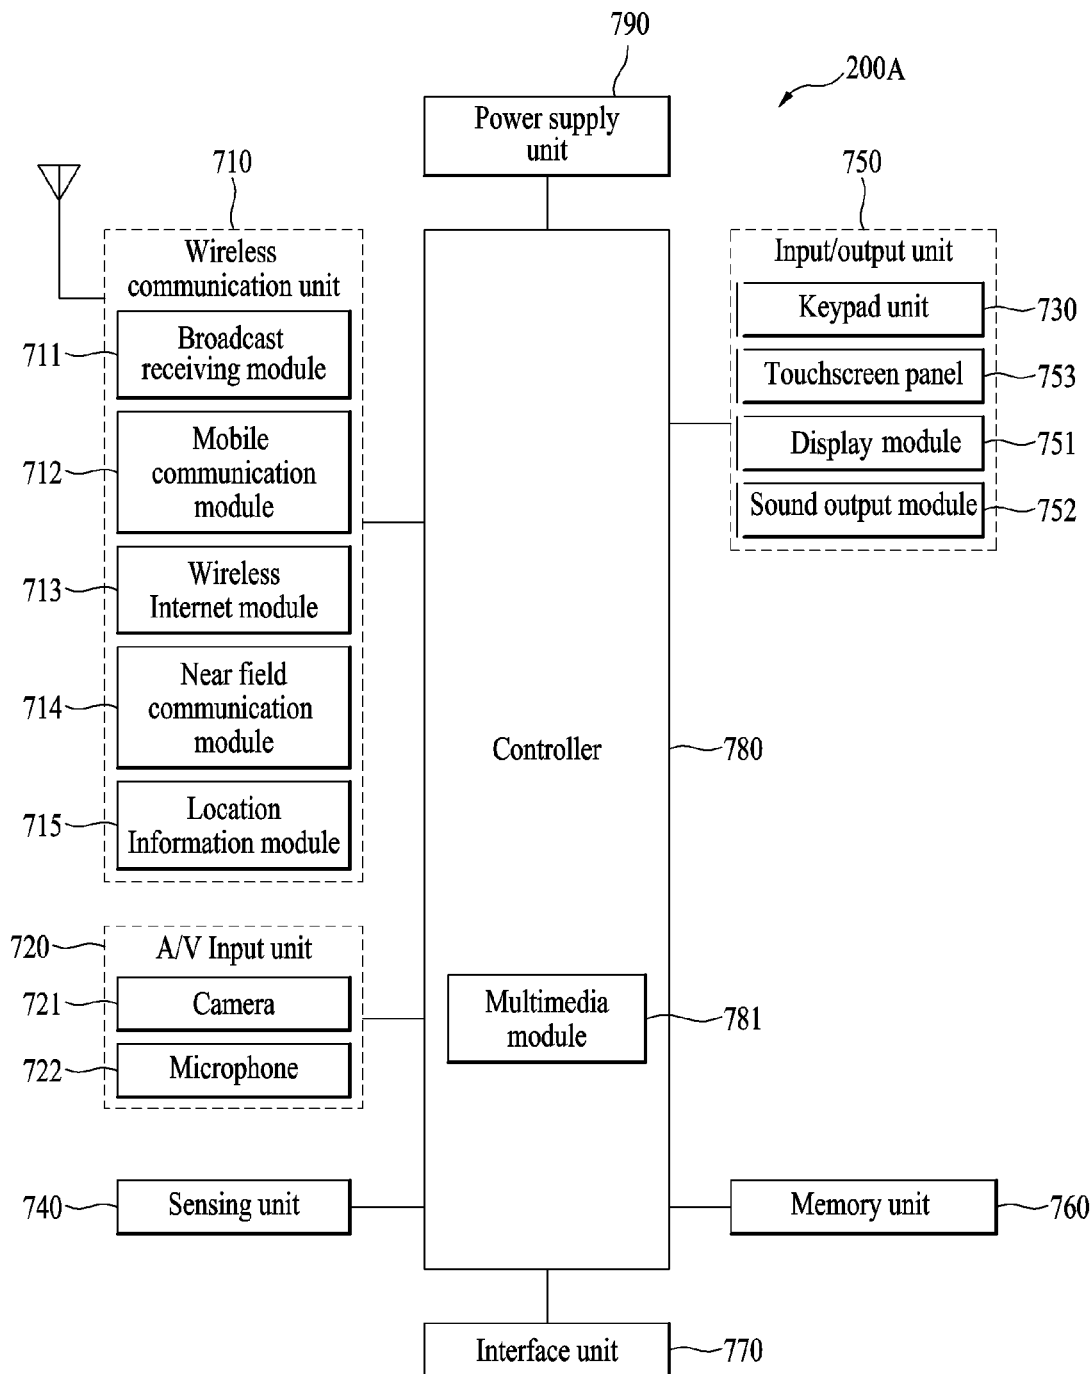 790
200A
Power supply
unit
710
750
Wireless
communication unit
Input/output unit
711
Broadcast
receiving module
Keypad unit
730
Touchscreen panel
753
712
Mobile
communication
module
Display module
751
Sound output module
752
713
Wireless
Internet module
714
Near field
communication
module
Controller
780
715
Location
Information module
720
A/V Input unit
721
Camera
Multimedia
module
781
722
Microphone
740
Sensing unit
Memory unit
760
Interface unit
770